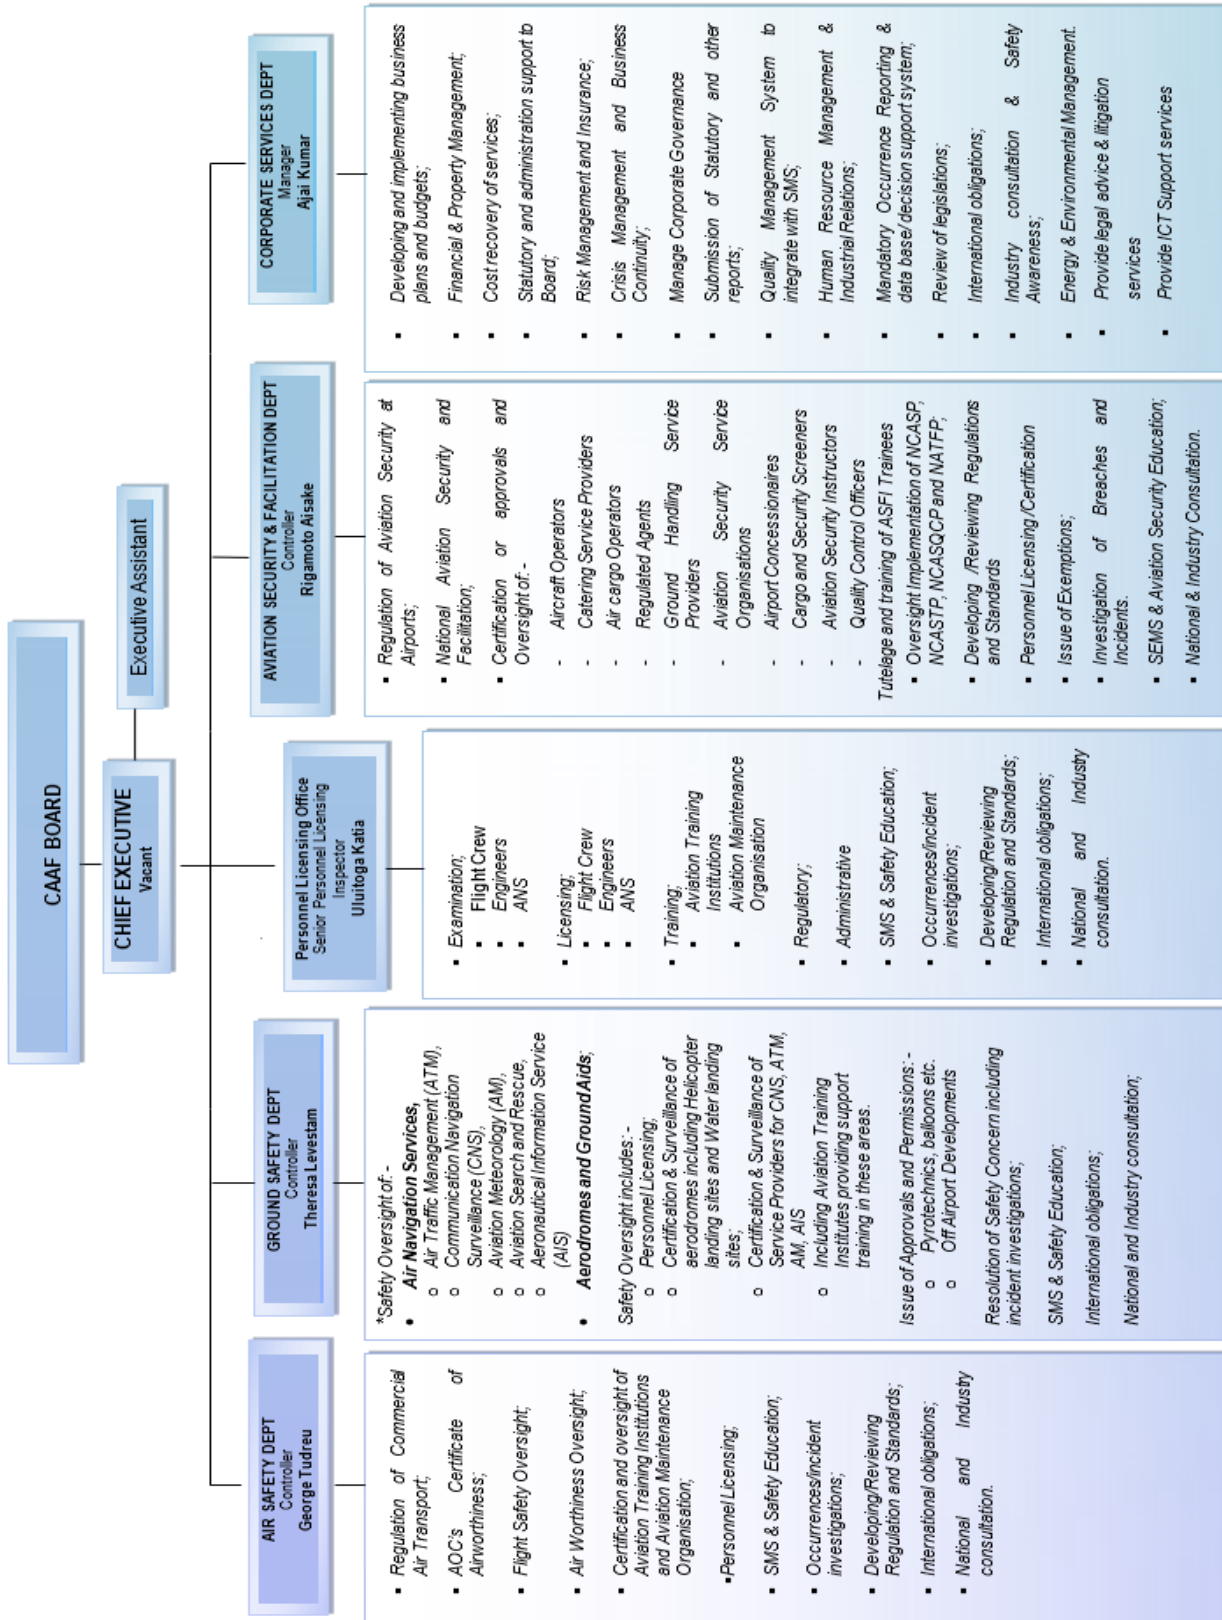 CAAF BOARD
CHIEF EXECUTIVE
Vacant
Executive Assistant
AIR SAFETY DEPT
Controller
George Tudreu
Regulation of Commercial
Air Transport;
AOC's Certificate of
Airworthiness;
Flight Safety Oversight;
Air Worthiness Oversight;
Certification and oversight of
Aviation Training Institutions
and Aviation Maintenance
Organisation;
Personnel Licensing;
SMS & Safety Education;
Occurrences/incident
investigations;
Developing/Reviewing
Regulation and Standards;
International obligations;
National and Industry
consultation.
GROUND SAFETY DEPT
Controller
Theresa Levestam
*Safety Oversight of:-
Air Navigation Services,
Air Traffic Management (ATM),
Communication Navigation
Surveillance (CNS),
Aviation Meteorology (AM),
Aviation Search and Rescue,
Aeronautical Information Service
(AIS)
Aerodromes and Ground Aids;
Safety Oversight includes:-
Personnel Licensing;
Certification & Surveillance of
aerodromes including Helicopter
landing sites and Water landing
sites;
Certification & Surveillance of
Service Providers for CNS, ATM,
AM, AIS
Including Aviation Training
Institutes providing support
training in these areas.
Issue of Approvals and Permissions:-
Pyrotechnics, balloons etc.
Off Airport Developments
Resolution of Safety Concern including
incident investigations;
SMS & Safety Education;
International obligations;
National and Industry consultation;
Personnel Licensing Office
Senior Personnel Licensing
Inspector
Uluitoga Katia
Examination;
Flight Crew
Engineers
ANS
Licensing;
Flight Crew
Engineers
ANS
Training;
Aviation Training
Institutions
Aviation Maintenance
Organisation
Regulatory;
Administrative
SMS & Safety Education;
Occurrences/incident
investigations;
Developing/Reviewing
Regulation and Standards;
International obligations;
National and Industry
consultation.
AVIATION SECURITY & FACILITATION DEPT
Controller
Rigamoto Aisake
Regulation of Aviation Security at
Airports;
National Aviation Security and
Facilitation;
Certification or approvals and
Oversight of:-
- Aircraft Operators
- Catering Service Providers
- Air cargo Operators
- Regulated Agents
- Ground Handling Service
Providers
- Aviation Security Service
Organisations
- Airport Concessionaires
- Cargo and Security Screeners
- Aviation Security Instructors
- Quality Control Officers
Tutelage and training of ASFI Trainees
Oversight Implementation of NCASP,
NCASTP, NCASQCP and NATFP;
Developing /Reviewing Regulations
and Standards
Personnel Licensing /Certification
Issue of Exemptions;
Investigation of Breaches and
Incidents.
SEMS & Aviation Security Education;
National & Industry Consultation.
CORPORATE SERVICES DEPT
Manager
Ajai Kumar
Developing and implementing business
plans and budgets;
Financial & Property Management;
Cost recovery of services;
Statutory and administration support to
Board;
Risk Management and Insurance;
Crisis Management and Business
Continuity;
Manage Corporate Governance
Submission of Statutory and other
reports;
Quality Management System to
integrate with SMS;
Human Resource Management &
Industrial Relations;
Mandatory Occurrence Reporting &
data base/ decision support system;
Review of legislations;
International obligations;
Industry consultation & Safety
Awareness;
Energy & Environmental Management.
Provide legal advice & litigation
services
Provide ICT Support services